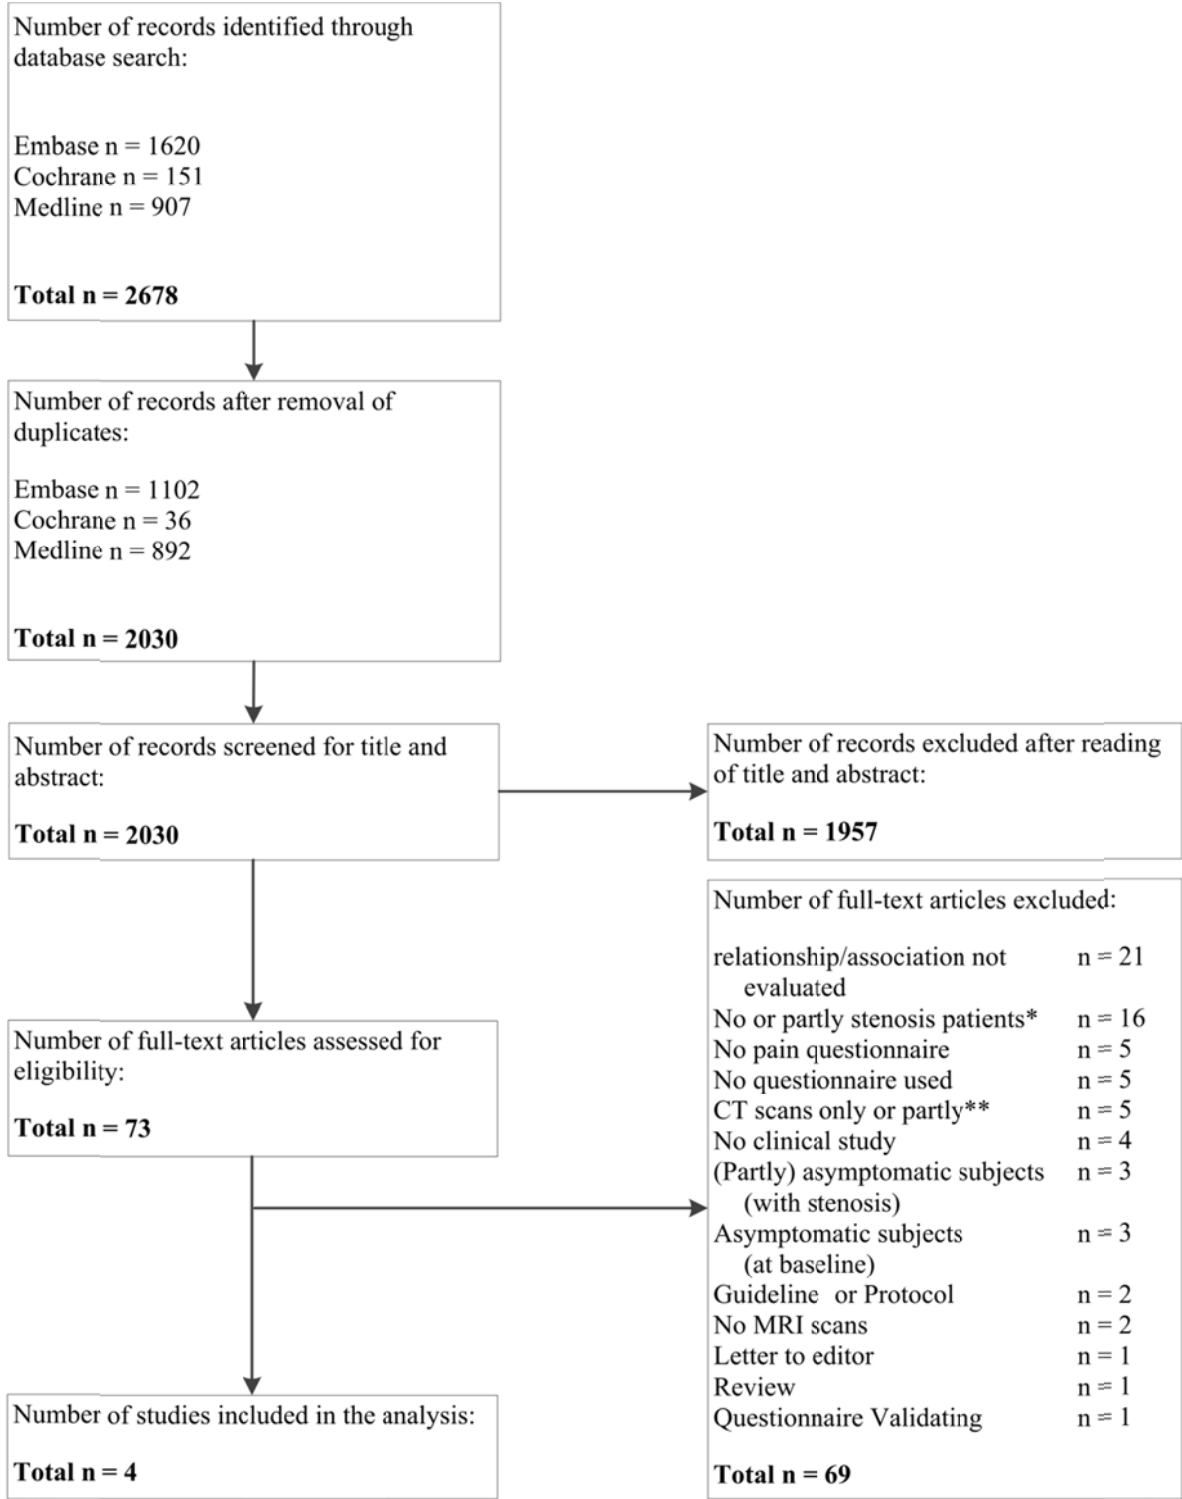 Number of records identified through
database search:
Embase n = 1620
Cochrane n = 151
Medline n = 907
Total n = 2678
Number of records after removal of
duplicates:
Embase n = 1102
Cochrane n = 36
Medline n = 892
Total n = 2030
Number of records screened for title and
abstract:
Total n = 2030
Number of records excluded after reading
of title and abstract:
Total n = 1957
Number of full-text articles assessed for
eligibility:
Total n = 73
Number of full-text articles excluded:
relationship/association not n = 21
evaluated
No or partly stenosis patients* n = 16
No pain questionnaire n = 5
No questionnaire used n = 5
CT scans only or partly** n = 5
No clinical study n = 4
(Partly) asymptomatic subjects n = 3
(with stenosis)
Asymptomatic subjects n = 3
(at baseline)
Guideline or Protocol n = 2
No MRI scans n = 2
Letter to editor n = 1
Review n = 1
Questionnaire Validating n = 1
Total n = 69
Number of studies included in the analysis:
Total n = 4